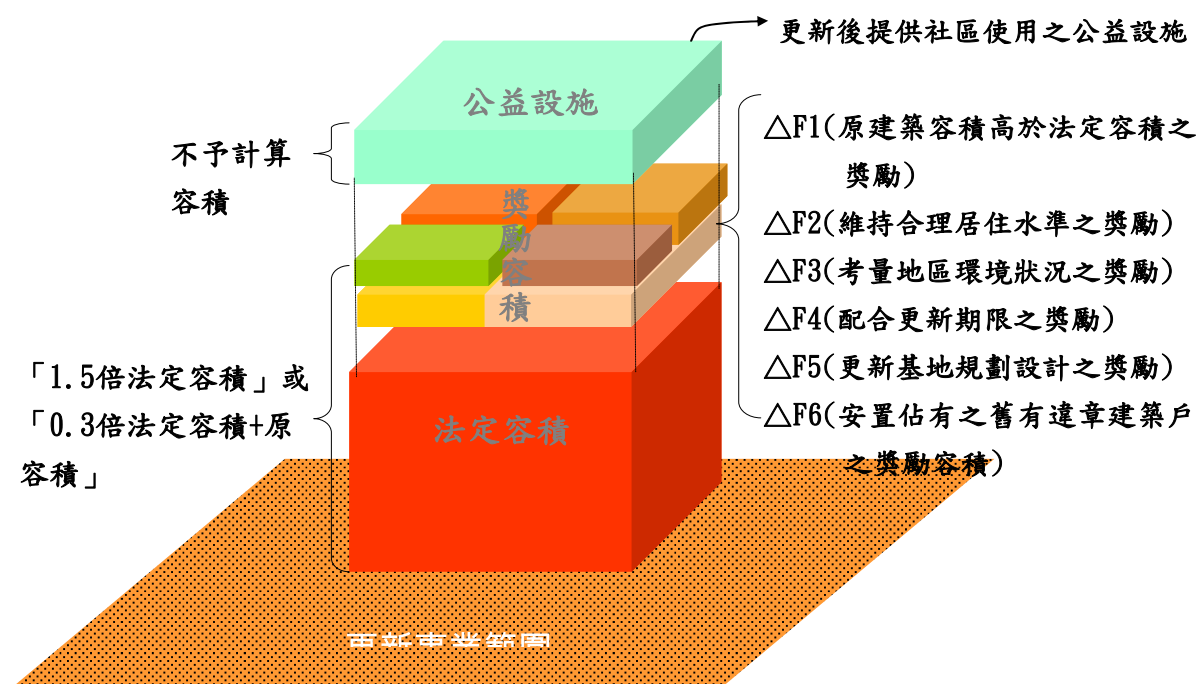 更新後提供社區使用之公益設施
公益設施
不予計算
容積
△F1(原建築容積高於法定容積之
獎勵)
△F2(維持合理居住水準之獎勵)
△F3(考量地區環境狀況之獎勵)
△F4(配合更新期限之獎勵)
△F5(更新基地規劃設計之獎勵)
△F6(安置佔有之舊有違章建築戶
之獎勵容積)
獎
勵
容
積
「1.5倍法定容積」或
「0.3倍法定容積+原
容積」
法定容積